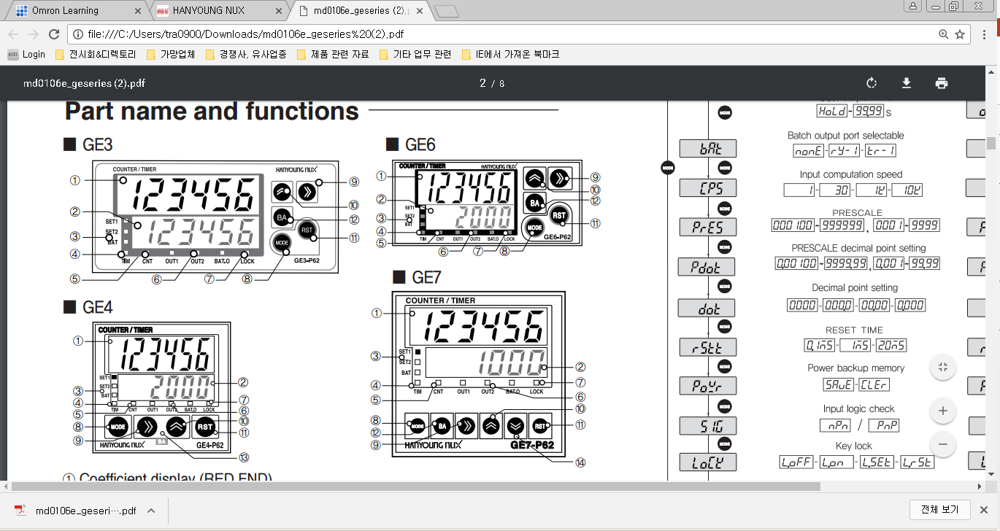 Omron Learning
HANYOUNG NUX
md0106e_geseries (2).p
file:///C:/Users/tra0900/Downloads/md0106e_geseries%20(2).pdf
em Login 전시회&디렉토리 가망업체 경쟁사, 유사업종 제품 관련 자료 기타 업무 관련 IE에서 가져온 북마크
md0106e_geseries (2).pdf
2 / 8
Part name and functions
■ GE3
COUNTER / TIMER
HANYOUNG NUX
①
123456
⑨
②
123456
⑩
SET1
SET2
BAT
BA
⑫
③
RST
⑪
MODE
④
TIM CNT OUT1 OUT2 BAT.O LOCK
GE3-P62
⑤ ⑥ ⑦ ⑧
■ GE6
COUNTER / TIMER
HANYOUNG NUX
①
123456
⑨
⑩
②
2000
BA
⑫
SET1
SET2
BAT
③
RST
⑪
MODE
④
TIM CNT OUT1 OUT2 BAT.O LOCK
GE6-P62
⑤ ⑥ ⑦ ⑧
■ GE4
COUNTER / TIMER
①
123456
SET1
SET2
BAT
2000
②
③
④
⑦
TIM CNT OUT1 OUT2 BAT.O LOCK
⑤
⑥
⑧
MODE
RST
⑩
⑪
⑨
HANYOUNG NUX
BA
GE4-P62
⑬
■ GE7
COUNTER / TIMER
①
123456
SET1
SET2
BAT
③
1000
②
④
⑦
TIM CNT OUT1 OUT2 BAT.O LOCK
⑤
⑥
⑩
⑧
MODE BA RST
⑪
⑫
⑨
HANYOUNG NUX
GE7-P62
⑭
① Coefficient display (RED FND)
MODE
HoLd~99.99 s
bAt
Batch output port selectable
nonE-rY-1-tr-1
MODE
MODE
CPS
Input computation speed
1-30-1K-10K
MODE
PrES
PRESCALE
000100~999999, 0001~9999
MODE
Pdot
PRESCALE decimal point setting
0.00100~9999.99, 0.001~99.99
MODE
dot
Decimal point setting
0000-000.0-00.00-0.000
MODE
rStt
RESET TIME
0.1mS-1mS-20mS
MODE
Power backup memory
SAvE-CLEr
MODE
SIG
Input logic check
nPn / PnP
MODE
LoCK
Key lock
L.oFF-L.on-L.SEt-L.rSt
md0106e_geseri….pdf
전체 보기